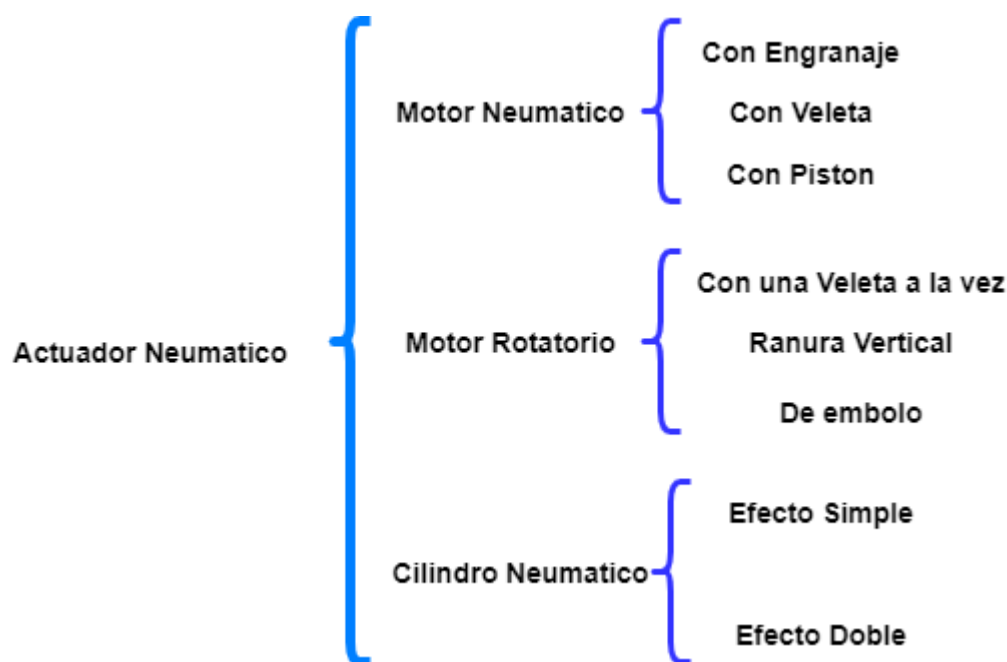 Actuador Neumatico
Motor Neumatico
Con Engranaje
Con Veleta
Con Piston
Motor Rotatorio
Con una Veleta a la vez
Ranura Vertical
De embolo
Cilindro Neumatico
Efecto Simple
Efecto Doble